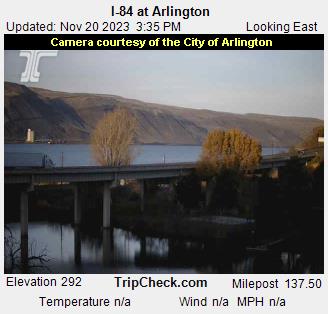 I-84 at Arlington
Updated: Nov 20 2023 3:35 PM Looking East
Camera courtesy of the City of Arlington
Elevation 292 TripCheck.com Milepost 137.50
Temperature n/a Wind n/a MPH n/a